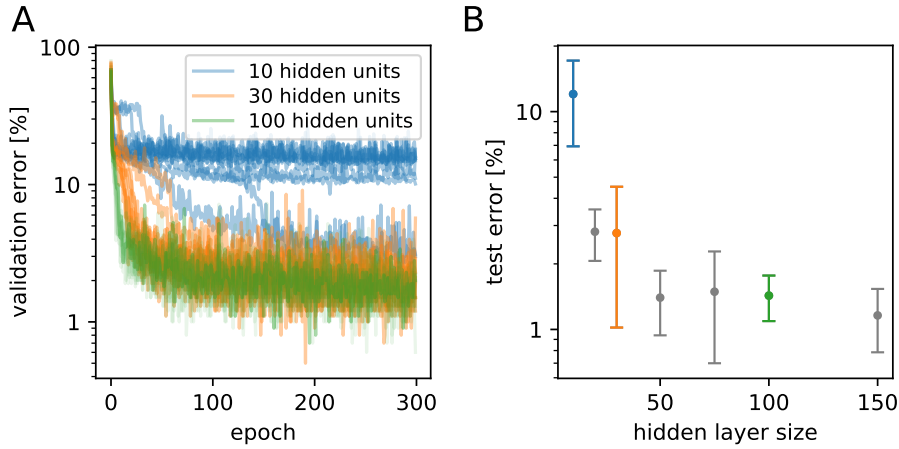 A
validation error [%]
100
10
1
10 hidden units
30 hidden units
100 hidden units
0
100
200
300
epoch
B
test error [%]
10
1
50
100
150
hidden layer size